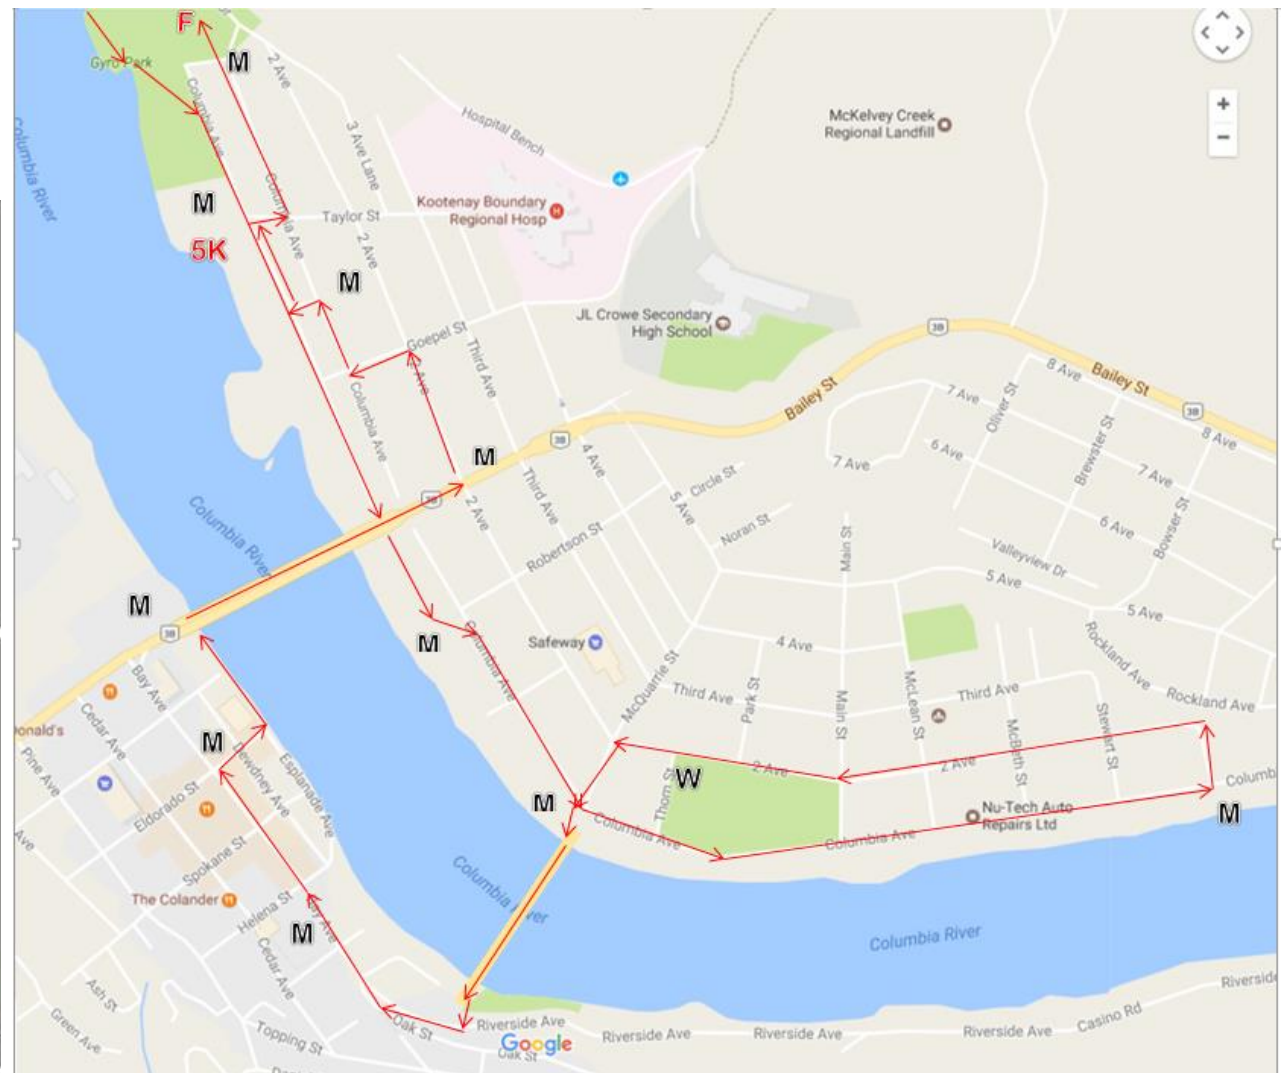 F
Gyro Park
M
2 Ave
Columbia Ave
Hospital Bench
McKelvey Creek
Regional Landfill
3 Ave Lane
Columbia River
M
Columbia Ave
Taylor St
Kootenay Boundary
Regional Hosp
H
5K
2 Ave
M
JL Crowe Secondary
High School
Goepel St
Third Ave
2 Ave
3B
Bailey St
8 Ave
Bailey St
3B
8 Ave
Columbia Ave
Bailey St
7 Ave
Oliver St
6 Ave
Brewster St
7 Ave
M
3B
4 Ave
7 Ave
Circle St
3B
2 Ave
Third Ave
5 Ave
Noran St
Main St
6 Ave
Bowser St
Columbia River
Robertson St
Valleyview Dr
5 Ave
5 Ave
M
3B
M
Safeway
Columbia Ave
4 Ave
Rockland Ave
Rockland Ave
Bay Ave
McQuarrie St
Third Ave
Park St
Main St
McLean St
Third Ave
Stewart St
onald's
Cedar Ave
Pine Ave
M
Dewdney Ave
Esplanade Ave
McBeth St
2 Ave
2 Ave
W
Thorn St
M
Eldorado St
Columbia Ave
Columbia Ave
Nu-Tech Auto
Repairs Ltd
Columb
M
Ave
Spokane St
The Colander
Helena St
Columbia River
Columbia River
M
Cedar Ave
Ash St
Green Ave
Topping St
Oak St
Riverside Ave
Riverside Ave
Riverside Ave
Riverside Ave
Casino Rd
Riversid
Google
Oak St